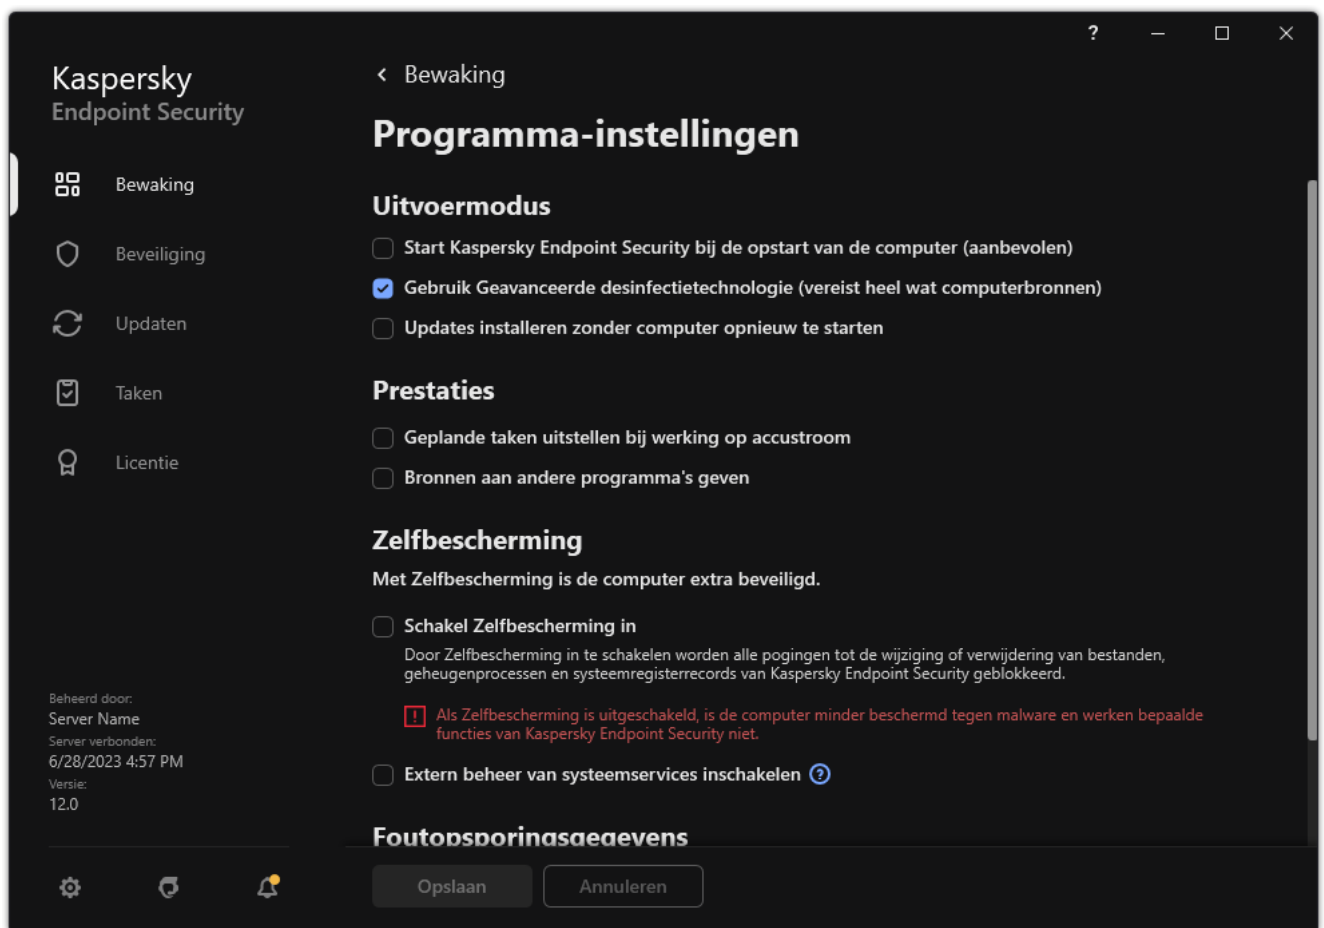 ?
Kaspersky
Endpoint Security
Bewaking
Beveiliging
Updaten
Taken
Licentie
Beheerd door:
Server Name
Server verbonden:
6/28/2023 4:57 PM
Versie:
12.0
Bewaking
Programma-instellingen
Uitvoermodus
Start Kaspersky Endpoint Security bij de opstart van de computer (aanbevolen)
Gebruik Geavanceerde desinfectietechnologie (vereist heel wat computerbronnen)
Updates installeren zonder computer opnieuw te starten
Prestaties
Geplande taken uitstellen bij werking op accustroom
Bronnen aan andere programma's geven
Zelfbescherming
Met Zelfbescherming is de computer extra beveiligd.
Schakel Zelfbescherming in
Door Zelfbescherming in te schakelen worden alle pogingen tot de wijziging of verwijdering van bestanden,
geheugenprocessen en systeemregisterrecords van Kaspersky Endpoint Security geblokkeerd.
! Als Zelfbescherming is uitgeschakeld, is de computer minder beschermd tegen malware en werken bepaalde
functies van Kaspersky Endpoint Security niet.
Extern beheer van systeemservices inschakelen ?
Foutopsporingsgegevens
Opslaan
Annuleren